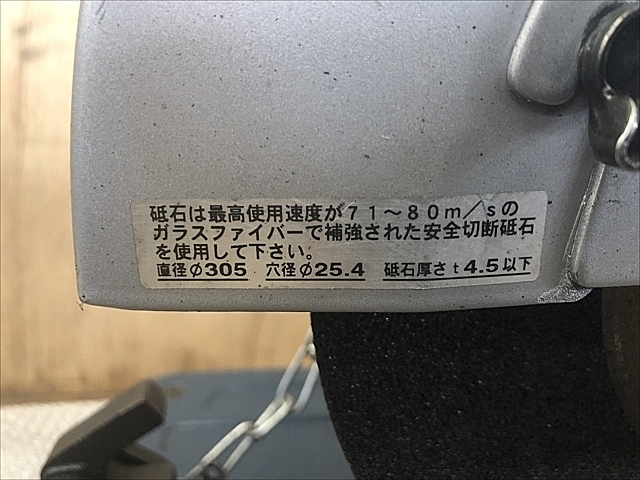 砥石は最高使用速度が７１～８０ｍ／ｓの
ガラスファイバーで補強された安全切断砥石
を使用して下さい。
直径φ305 穴径φ25.4 砥石厚さｔ4.5以下